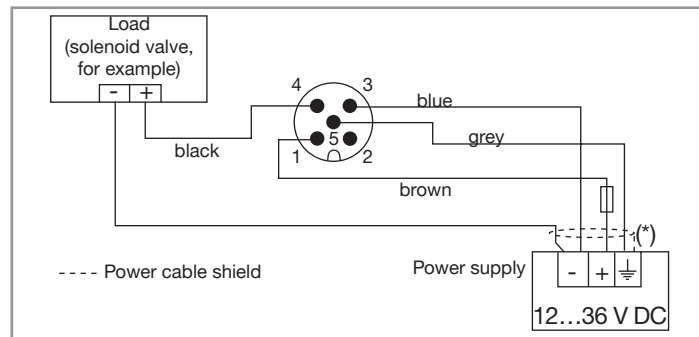 Load
(solenoid valve,
for example)
- +
4 3
blue
black
5
grey
1 2
brown
(*)
---- Power cable shield
Power supply
- +
12...36 V DC